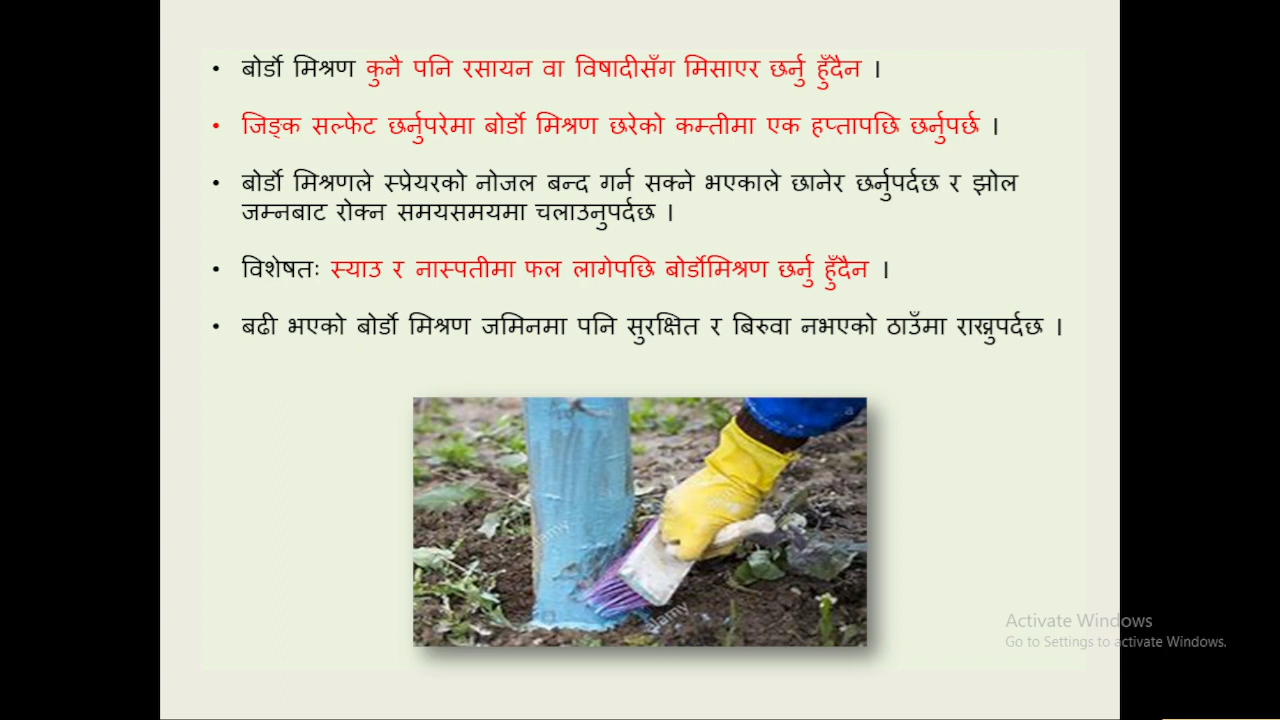 • बोर्डो मिश्रण कुनै पनि रसायन वा विषादीसँग मिसाएर छर्नु हुँदैन ।
• जिङ्क सल्फेट छर्नुपरेमा बोर्डो मिश्रण छरेको कम्तीमा एक हप्तापछि छर्नुपर्छ ।
• बोर्डो मिश्रणले स्प्रेयरको नोजल बन्द गर्न सक्ने भएकाले छानेर छर्नुपर्दछ र झोल
जम्नबाट रोक्न समयसमयमा चलाउनुपर्दछ ।
• विशेषतः स्याउ र नास्पतीमा फल लागेपछि बोर्डोमिश्रण छर्नु हुँदैन ।
• बढी भएको बोर्डो मिश्रण जमिनमा पनि सुरक्षित र बिरुवा नभएको ठाउँमा राख्नुपर्दछ ।
a
alamy
alamy
Activate Windows
Go to Settings to activate Windows.